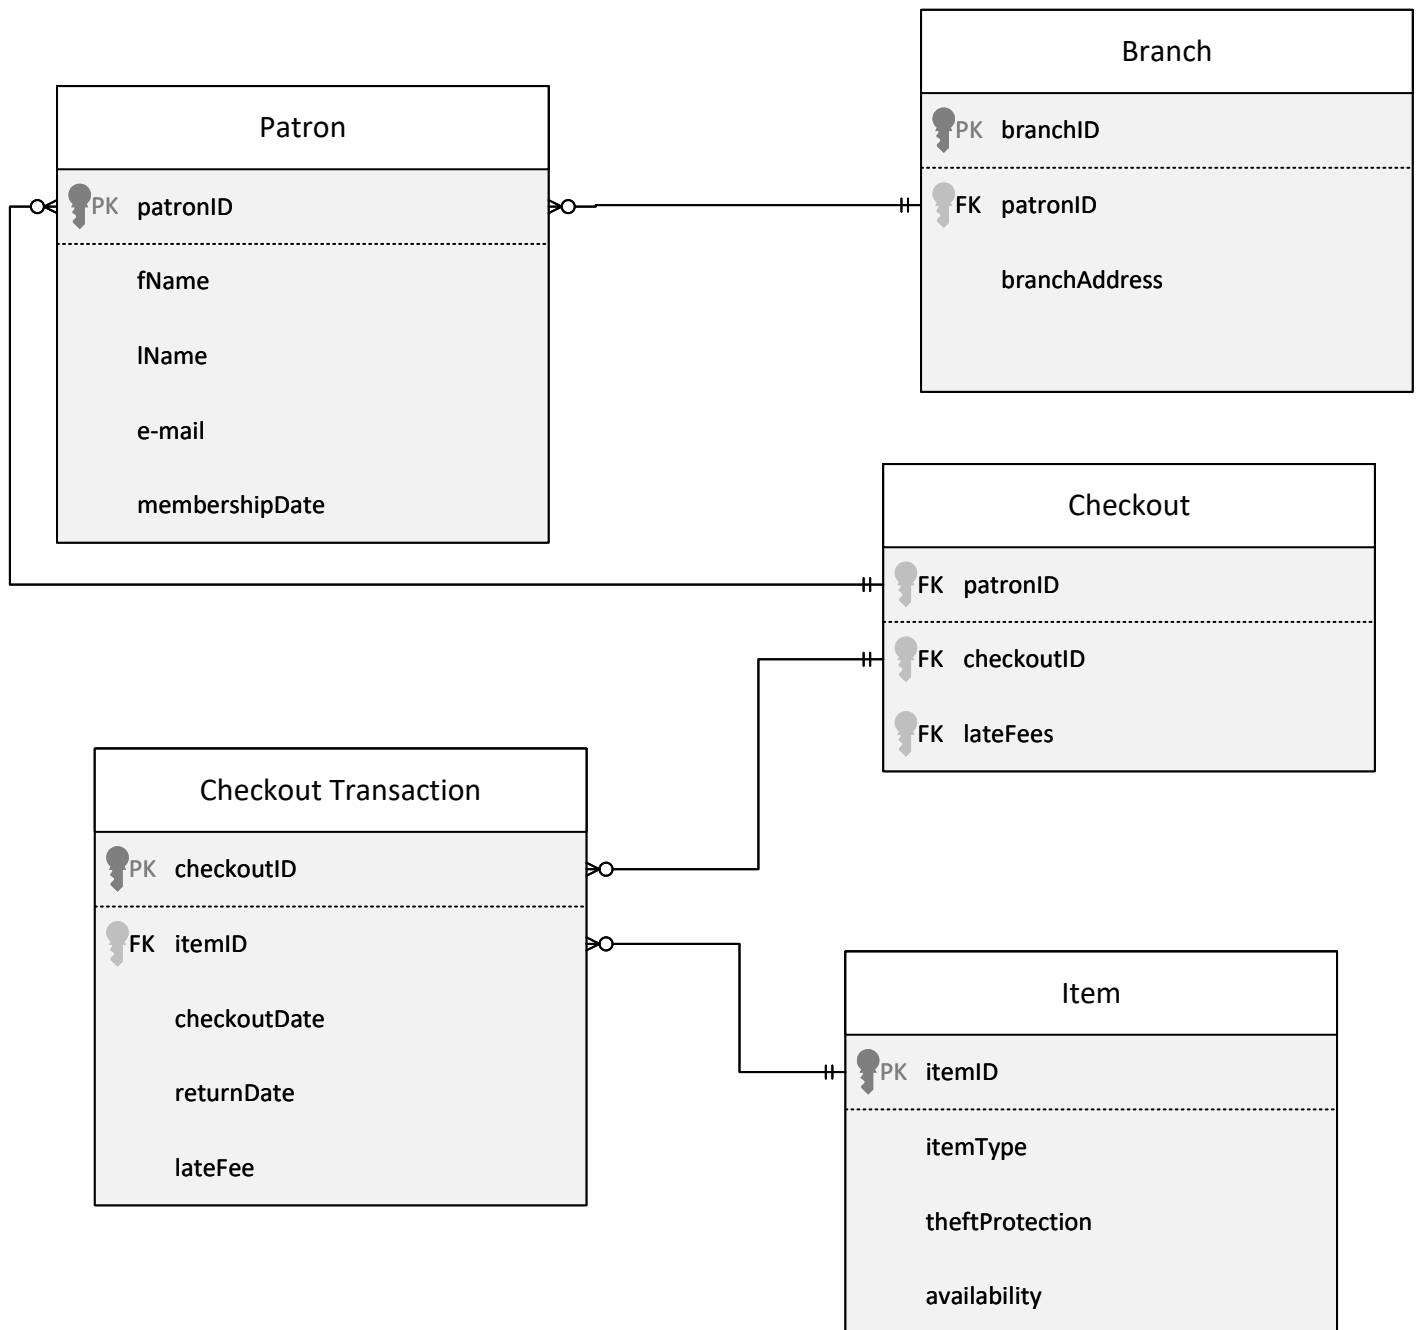 Branch
PK branchID
FK patronID
branchAddress
Patron
PK patronID
fName
lName
e-mail
membershipDate
Checkout
FK patronID
FK checkoutID
FK lateFees
Checkout Transaction
PK checkoutID
FK itemID
checkoutDate
returnDate
lateFee
Item
PK itemID
itemType
theftProtection
availability